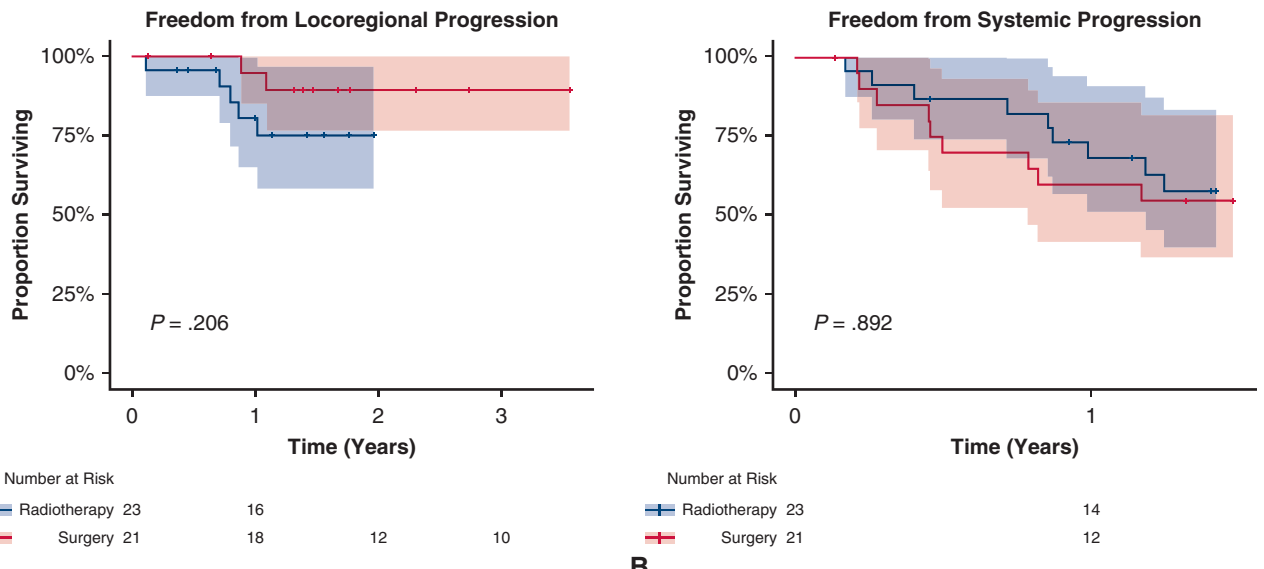 Freedom from Locoregional Progression
100%
75%
50%
25%
0%
Proportion Surviving
P = .206
0 1 2 3
Time (Years)
Number at Risk
Radiotherapy 23 16
Surgery 21 18 12 10
Freedom from Systemic Progression
100%
75%
50%
25%
0%
Proportion Surviving
P = .892
0 1
Time (Years)
Number at Risk
Radiotherapy 23 14
Surgery 21 12